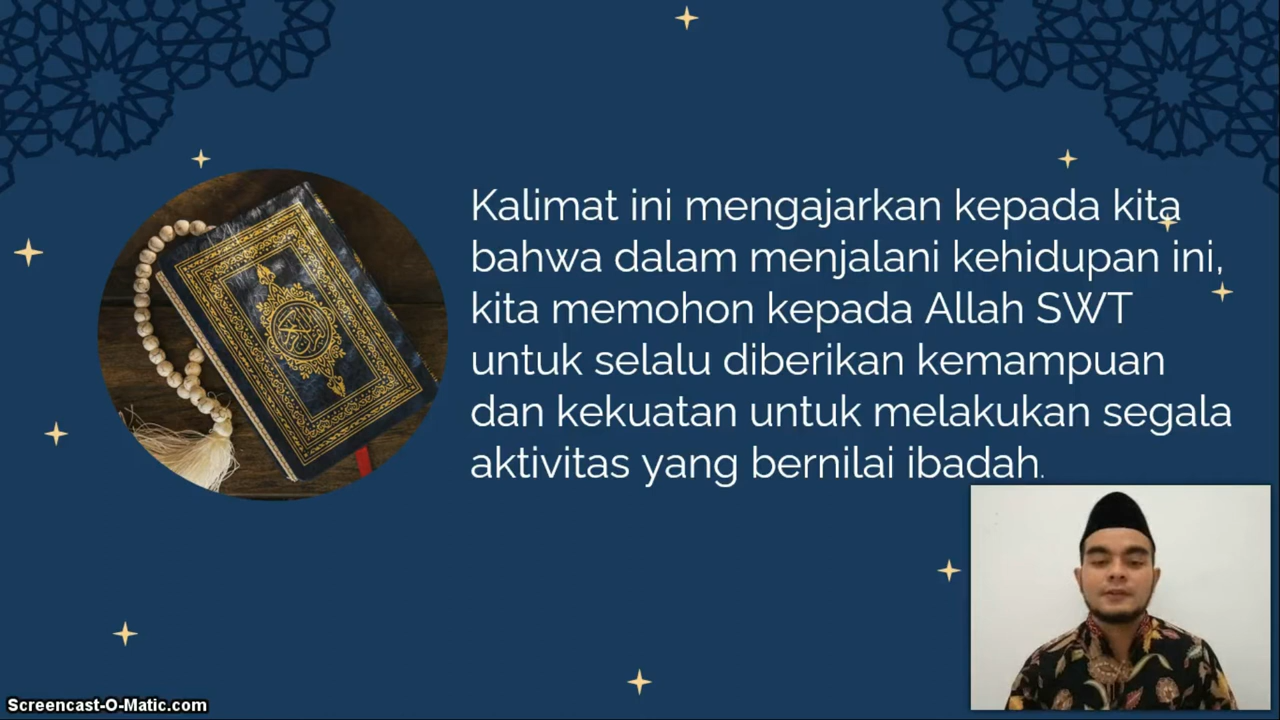 Kalimat ini mengajarkan kepada kita
bahwa dalam menjalani kehidupan ini,
kita memohon kepada Allah SWT
untuk selalu diberikan kemampuan
dan kekuatan untuk melakukan segala
aktivitas yang bernilai ibadah.
Screencast-O-Matic.com